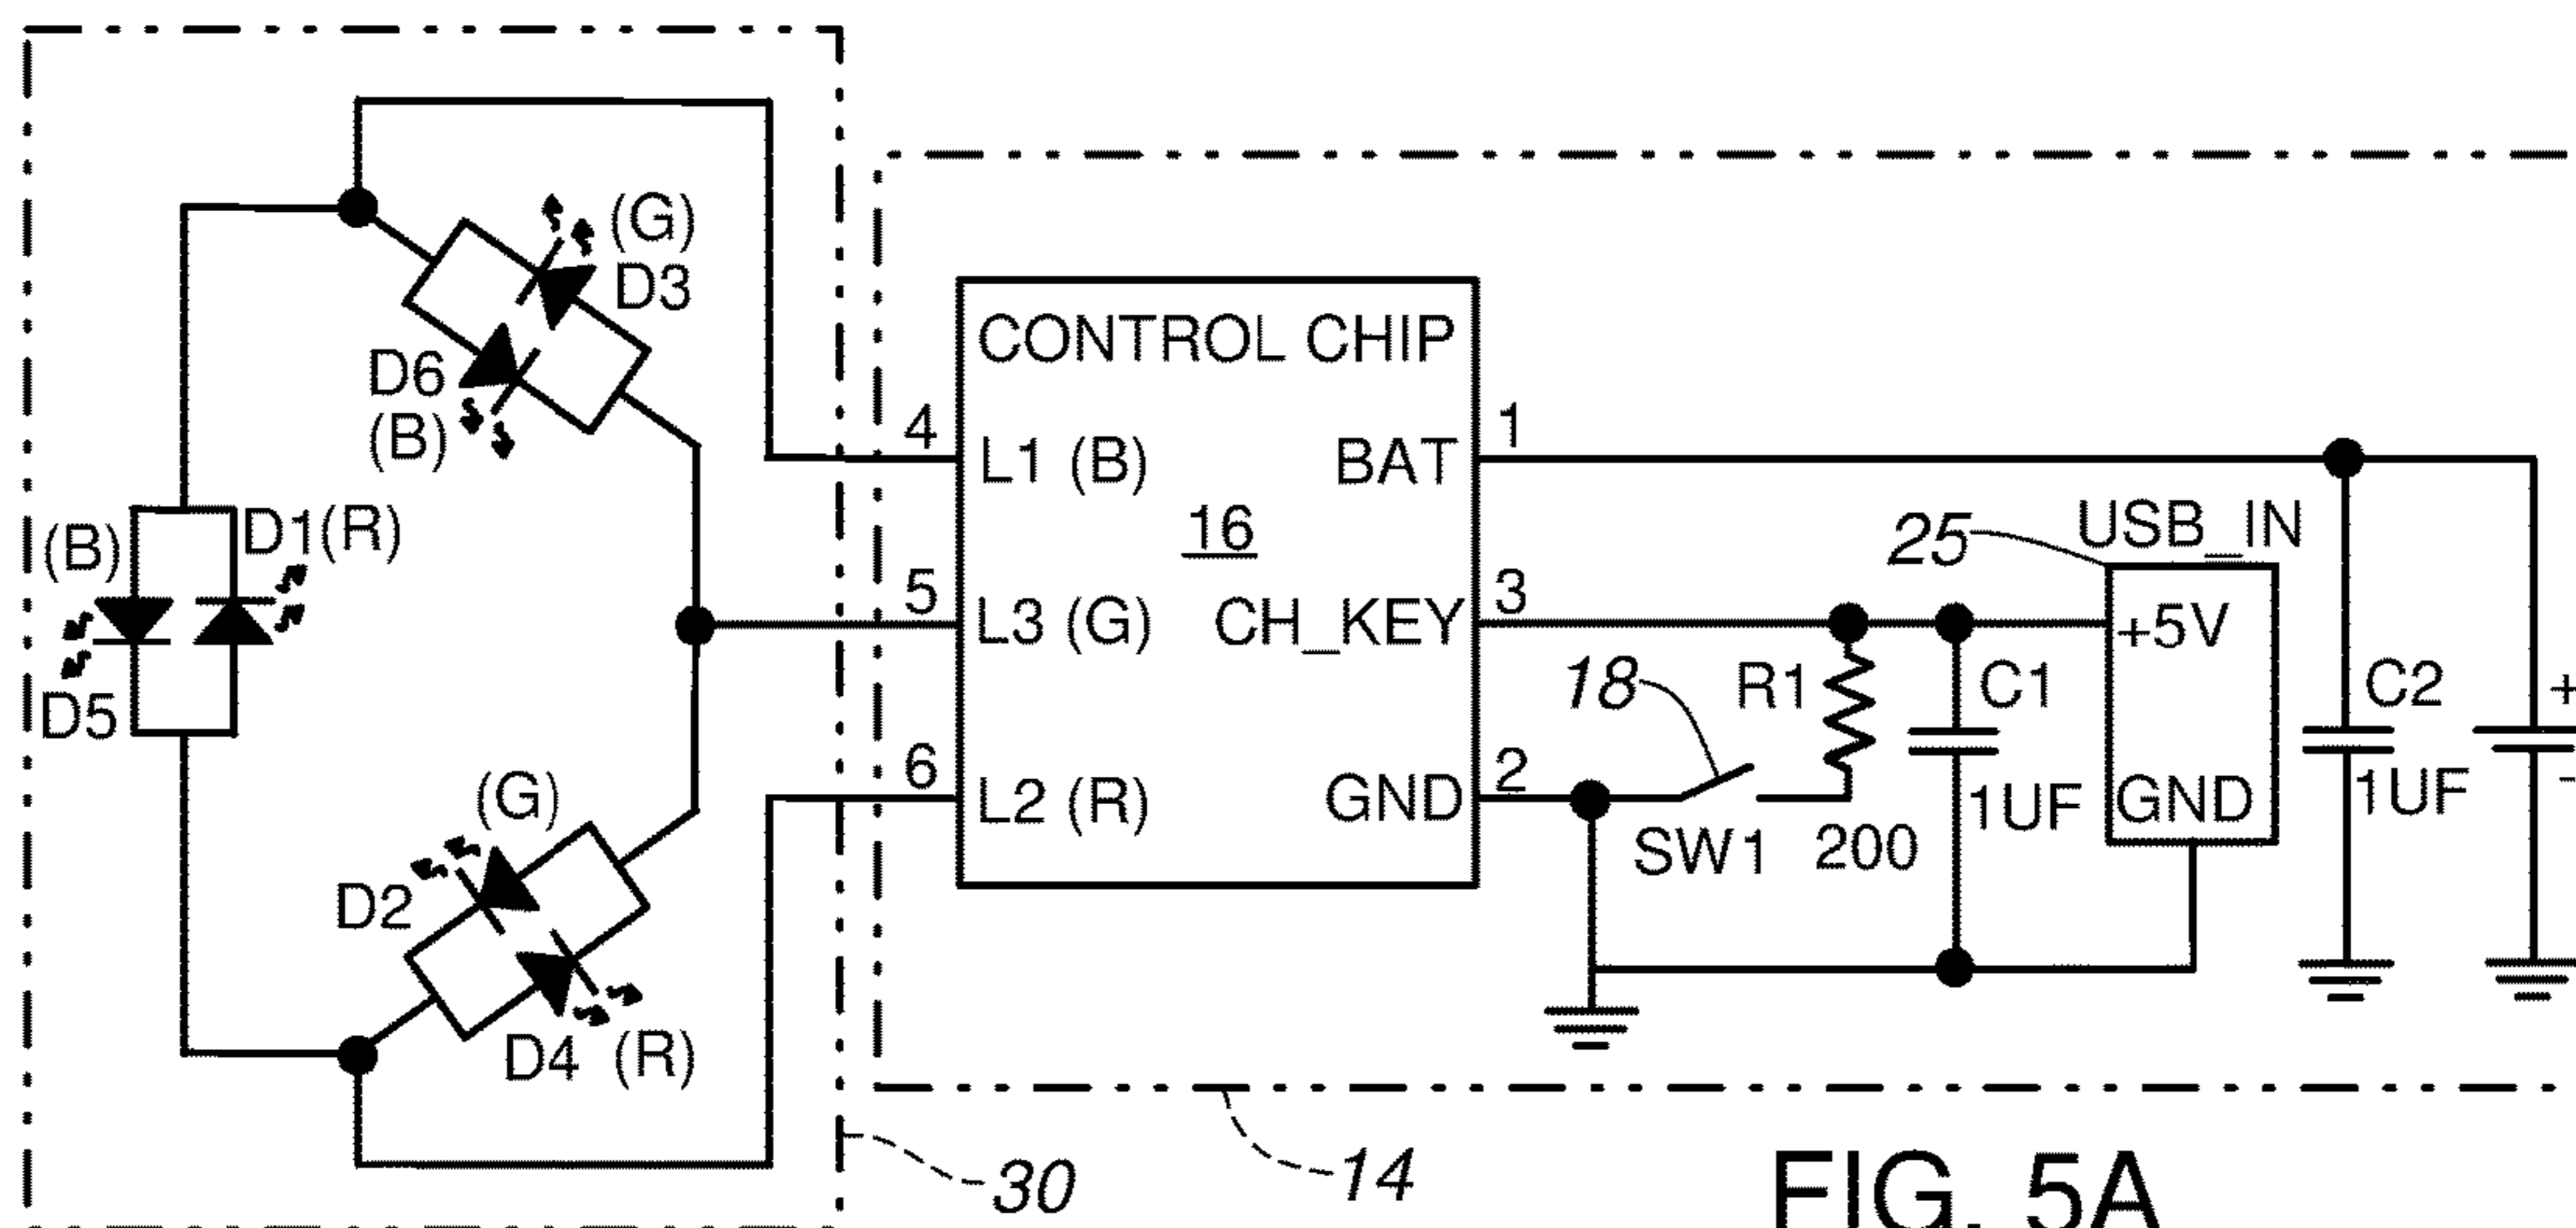 (G)
D3
D6
(B)
(B)
D1(R)
D5
(G)
D2
D4 (R)
30
CONTROL CHIP
4
L1 (B)
BAT
1
16
5
L3 (G)
CH_KEY
3
6
L2 (R)
GND
2
18
R1
SW1
200
C1
1UF
25
USB_IN
+5V
GND
C2
1UF
+
-
14
FIG. 5A